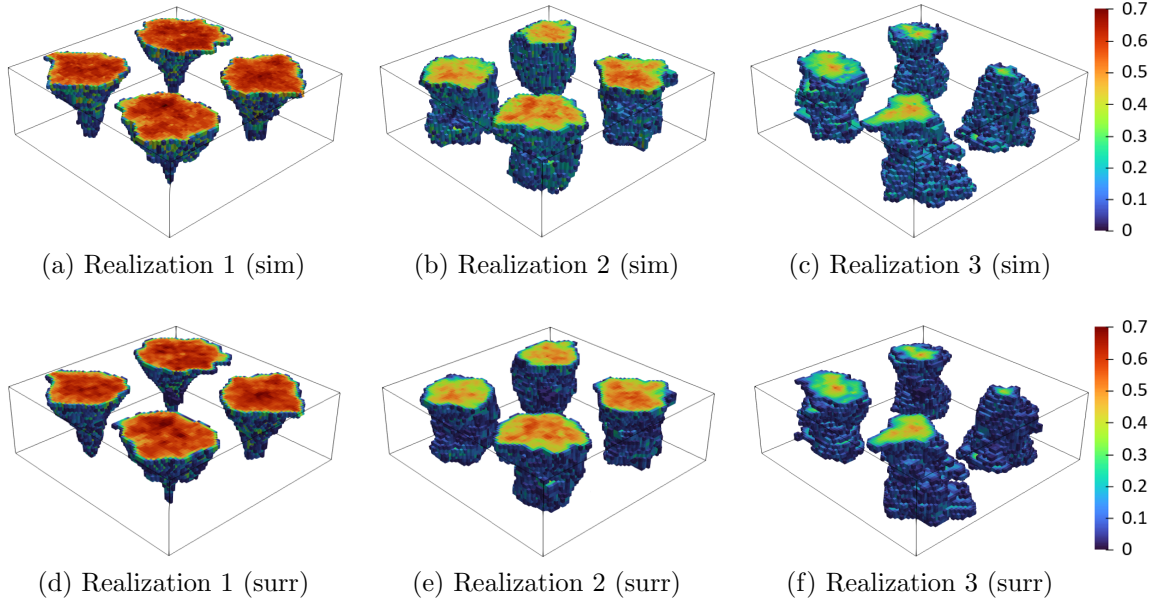 0.7
0.6
0.5
0.4
0.3
0.2
0.1
0
(a) Realization 1 (sim)
(b) Realization 2 (sim)
(c) Realization 3 (sim)
0.7
0.6
0.5
0.4
0.3
0.2
0.1
0
(d) Realization 1 (surr)
(e) Realization 2 (surr)
(f) Realization 3 (surr)